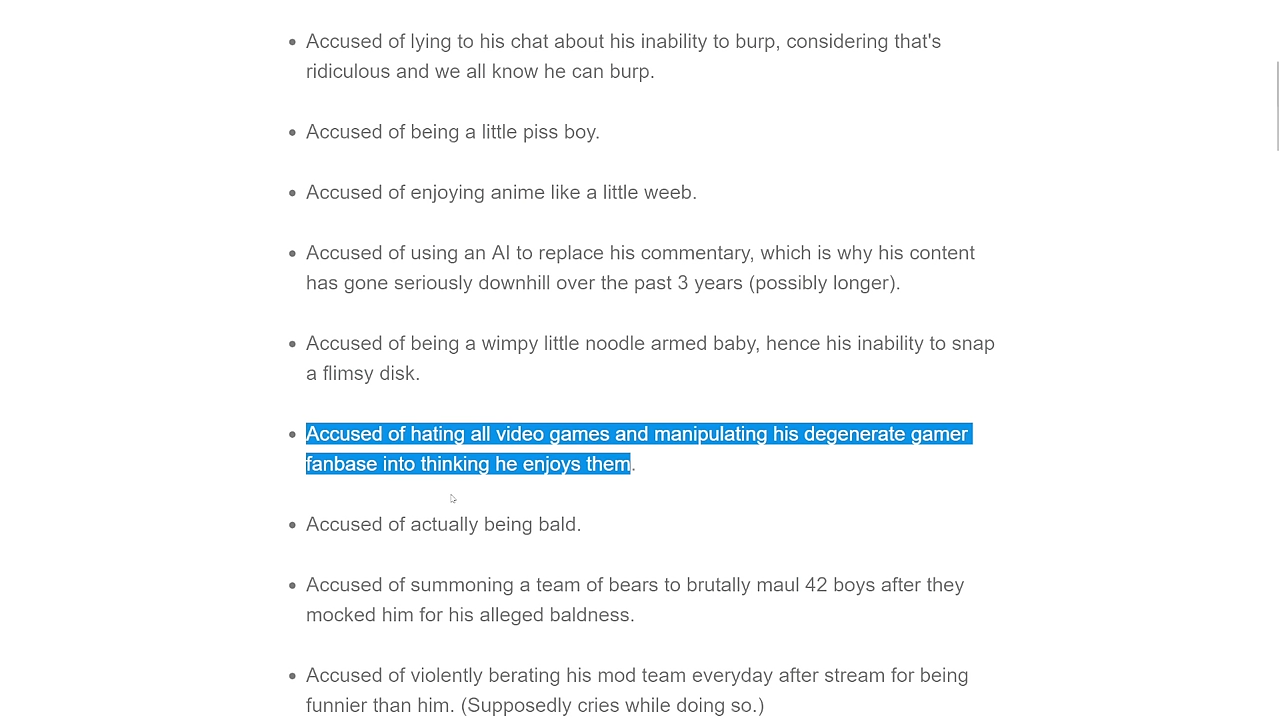 Accused of lying to his chat about his inability to burp, considering that's
ridiculous and we all know he can burp.
Accused of being a little piss boy.
Accused of enjoying anime like a little weeb.
Accused of using an AI to replace his commentary, which is why his content
has gone seriously downhill over the past 3 years (possibly longer).
Accused of being a wimpy little noodle armed baby, hence his inability to snap
a flimsy disk.
Accused of hating all video games and manipulating his degenerate gamer
fanbase into thinking he enjoys them.
Accused of actually being bald.
Accused of summoning a team of bears to brutally maul 42 boys after they
mocked him for his alleged baldness.
Accused of violently berating his mod team everyday after stream for being
funnier than him. (Supposedly cries while doing so.)